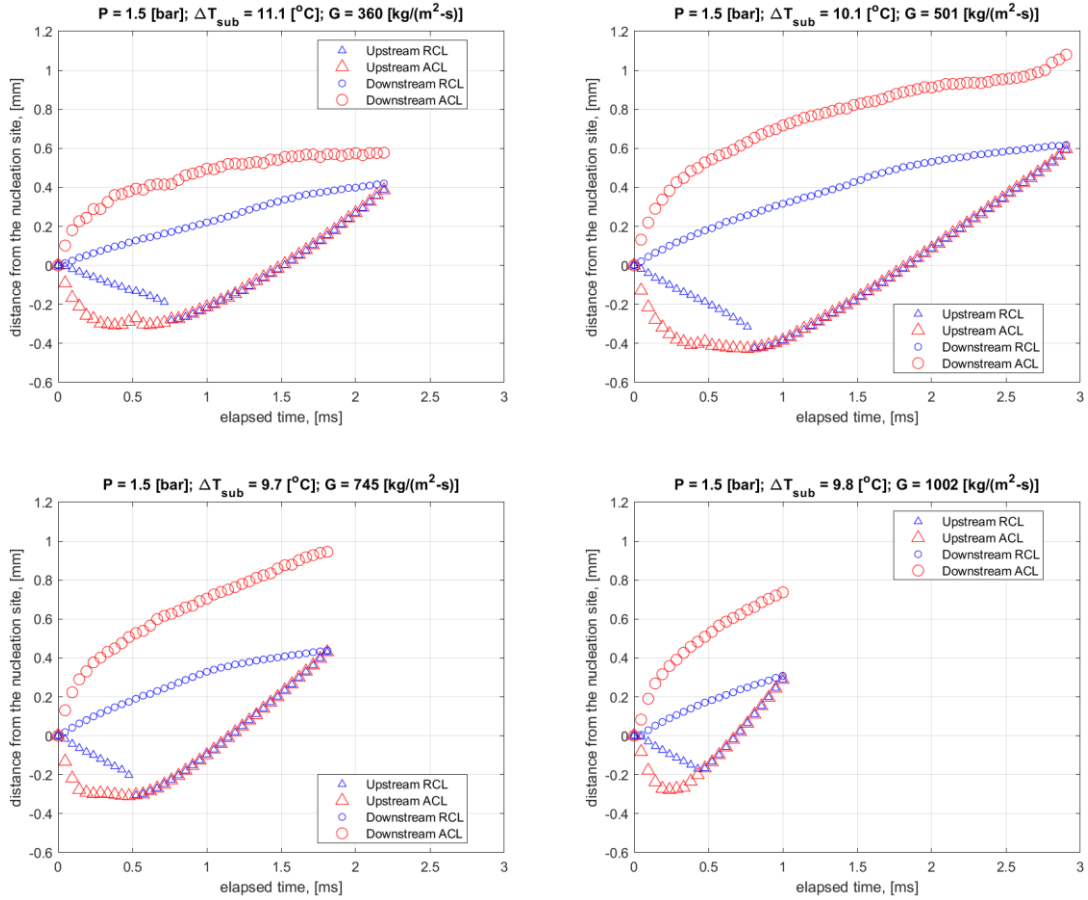 P = 1.5 [bar]; ΔT_sub = 11.1 [°C]; G = 360 [kg/(m²-s)]
1.2
1
0.8
0.6
0.4
0.2
0
-0.2
-0.4
-0.6
distance from the nucleation site, [mm]
Upstream RCL
Upstream ACL
Downstream RCL
Downstream ACL
0 0.5 1 1.5 2 2.5 3
elapsed time, [ms]
P = 1.5 [bar]; ΔT_sub = 10.1 [°C]; G = 501 [kg/(m²-s)]
1.2
1
0.8
0.6
0.4
0.2
0
-0.2
-0.4
-0.6
distance from the nucleation site, [mm]
Upstream RCL
Upstream ACL
Downstream RCL
Downstream ACL
0 0.5 1 1.5 2 2.5 3
elapsed time, [ms]
P = 1.5 [bar]; ΔT_sub = 9.7 [°C]; G = 745 [kg/(m²-s)]
1.2
1
0.8
0.6
0.4
0.2
0
-0.2
-0.4
-0.6
distance from the nucleation site, [mm]
Upstream RCL
Upstream ACL
Downstream RCL
Downstream ACL
0 0.5 1 1.5 2 2.5 3
elapsed time, [ms]
P = 1.5 [bar]; ΔT_sub = 9.8 [°C]; G = 1002 [kg/(m²-s)]
1.2
1
0.8
0.6
0.4
0.2
0
-0.2
-0.4
-0.6
distance from the nucleation site, [mm]
Upstream RCL
Upstream ACL
Downstream RCL
Downstream ACL
0 0.5 1 1.5 2 2.5 3
elapsed time, [ms]